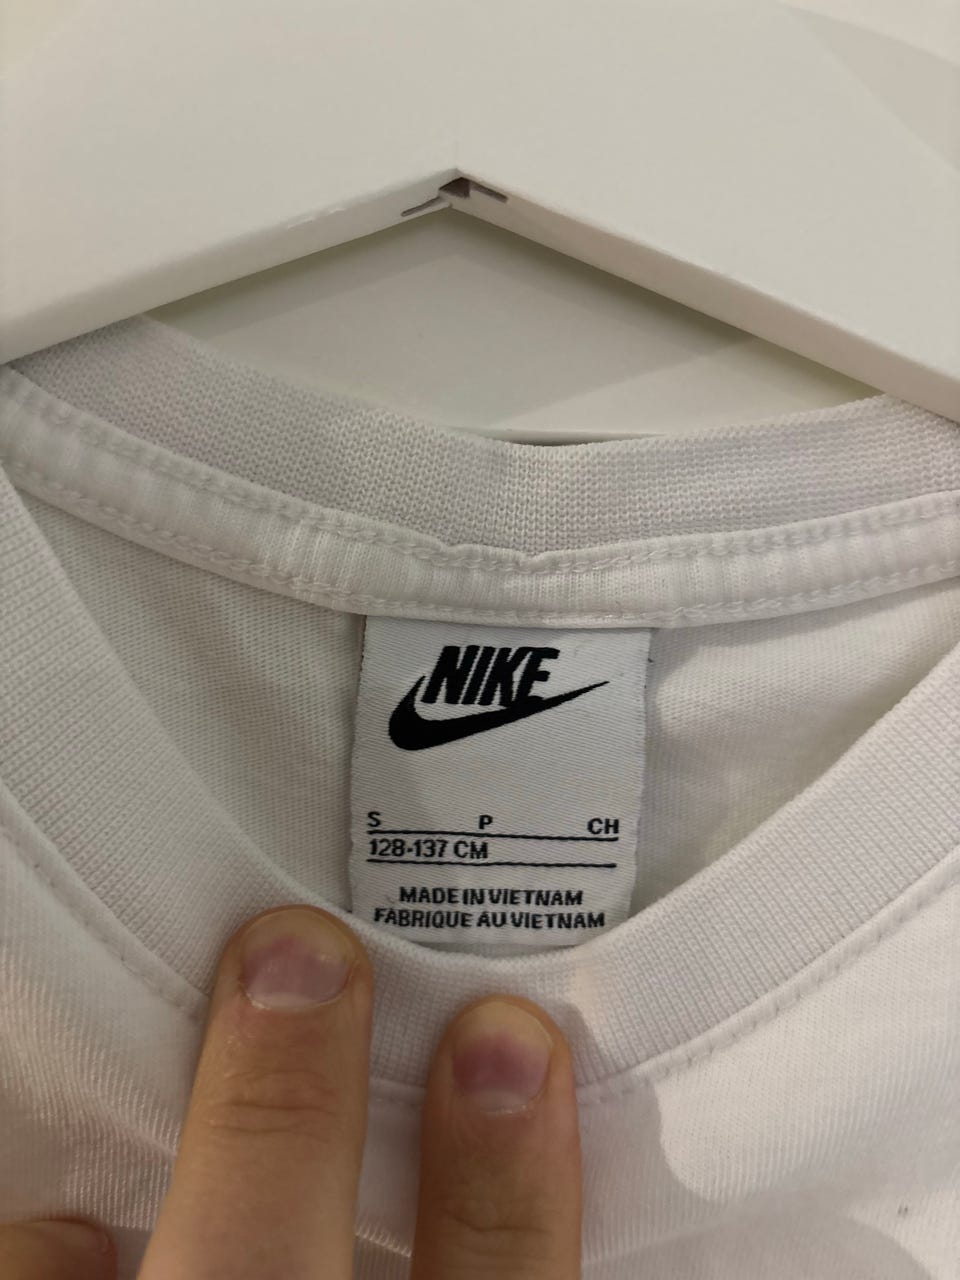 NIKE
S P CH
128-137 CM
MADE IN VIETNAM
FABRIQUE AU VIETNAM